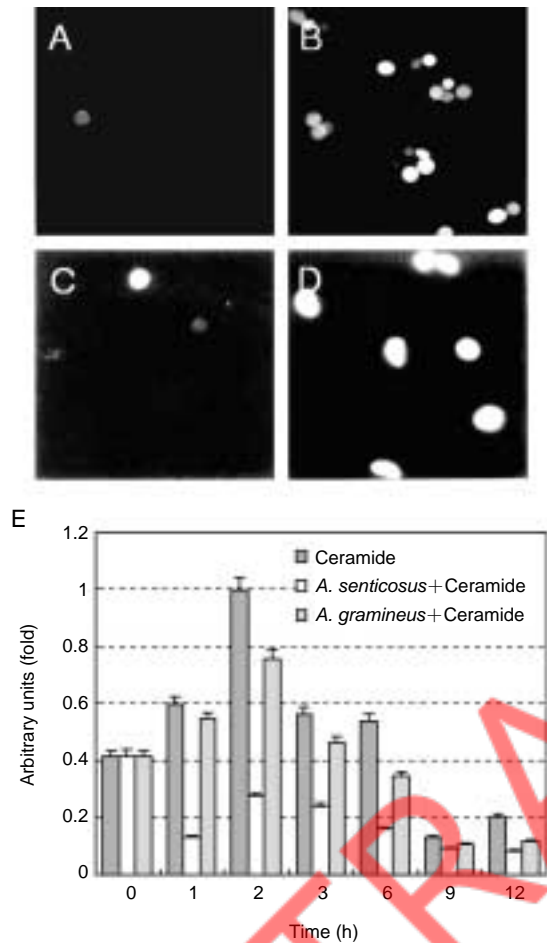 A
B
C
D
E
1.2
1
0.8
0.6
0.4
0.2
0
Arbitrary units (fold)
Ceramide
A. senticosus+Ceramide
A. gramineus+Ceramide
0 1 2 3 6 9 12
Time (h)